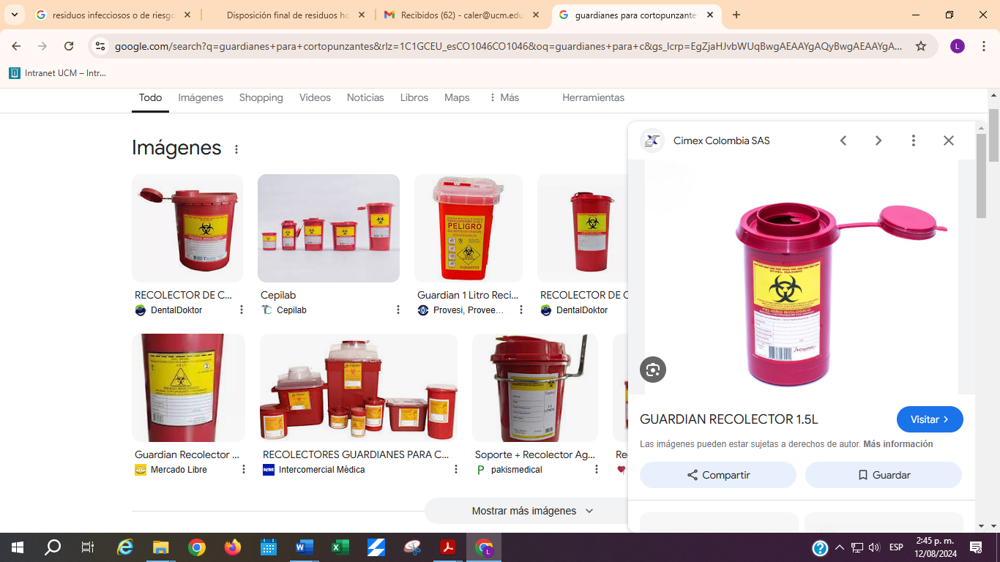 residuos infecciosos o de riesgo
Disposición final de residuos ho
Recibidos (62) - caler@ucm.edu
guardianes para cortopunzante
google.com/search?q=guardianes+para+cortopunzantes&rlz=1C1GCEU_esCO1046CO1046&oq=guardianes+para+c&gs_lcrp=EgZjaHJvbWUqBwgAEAAYgAQyBwgAEAAYgA...
L
Intranet UCM – Intr...
Todo
Imágenes
Shopping
Videos
Noticias
Libros
Maps
Más
Herramientas
Imágenes
Cimex Colombia SAS
PELIGRO
NIVEL MAXIMO
PELIGRO BIOLOGICO
RECOLECTOR DE C...
DentalDoktor
Cepilab
Cepilab
Guardian 1 Litro Reci...
Provesi, Provee...
RECOLECTOR DE C
DentalDoktor
RIESGO BIOLOGICO
Guardian Recolector ...
Mercado Libre
RECOLECTORES GUARDIANES PARA C...
Intercomercial Médica
Soporte + Recolector Ag...
pakismedical
Re
GUARDIAN RECOLECTOR 1.5L
Visitar
Las imágenes pueden estar sujetas a derechos de autor. Más información
Compartir
Guardar
Mostrar más imágenes
ESP
2:45 p. m.
12/08/2024